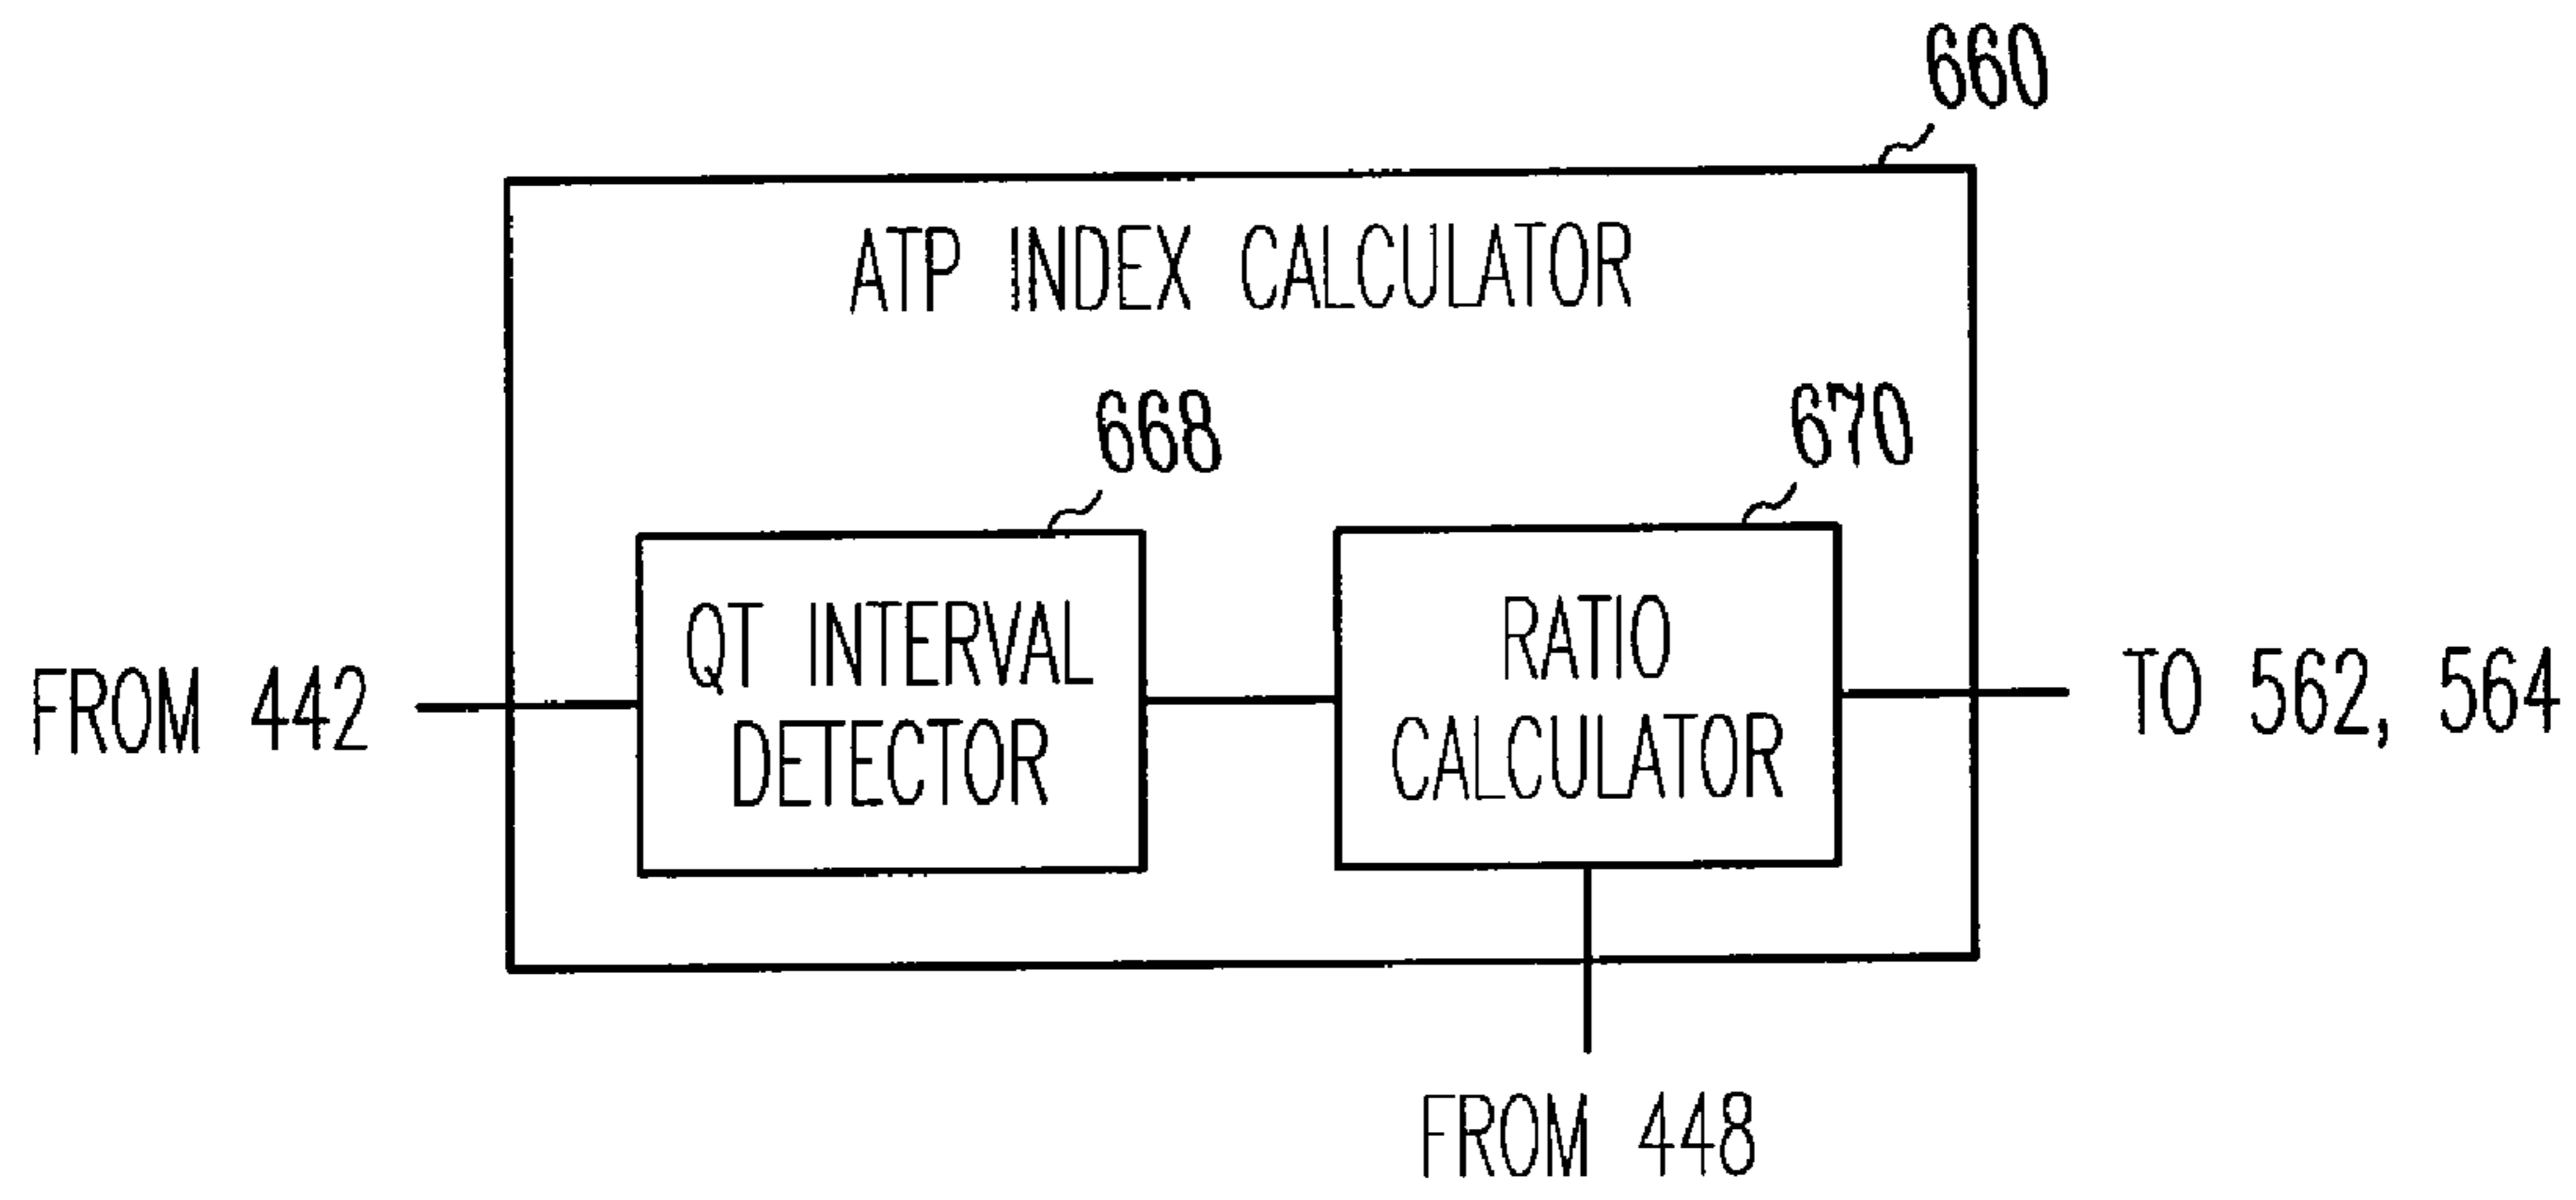 660
ATP INDEX CALCULATOR
668
670
QT INTERVAL
DETECTOR
RATIO
CALCULATOR
FROM 442
TO 562, 564
FROM 448